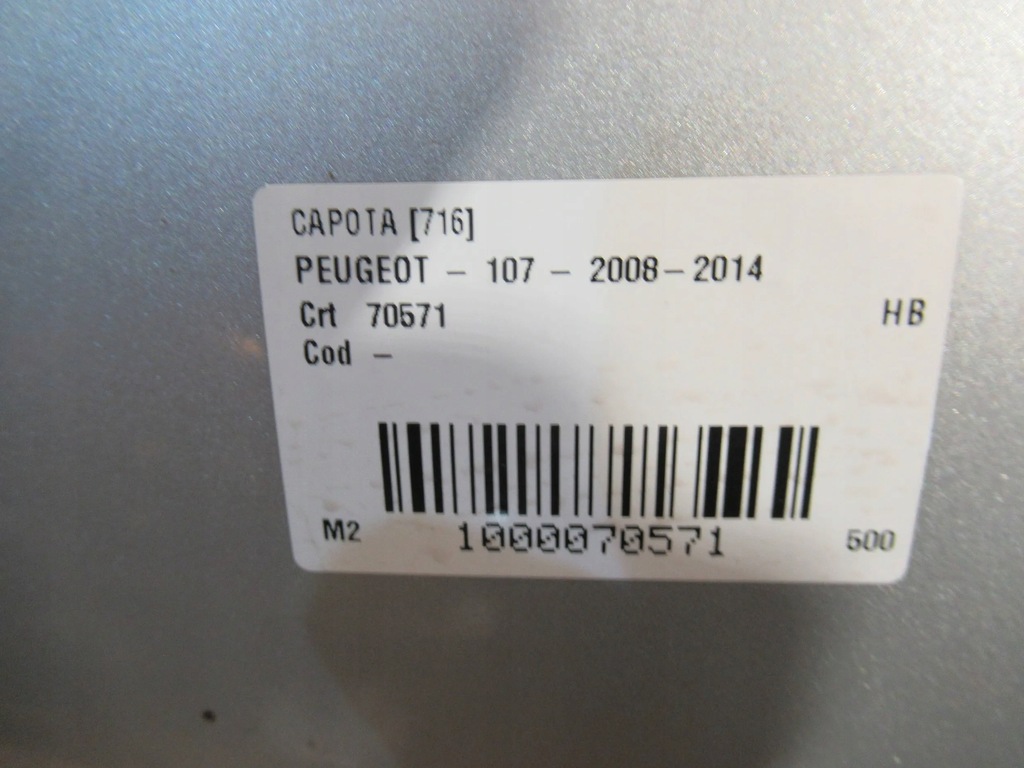 CAPOTA [716]
PEUGEOT - 107 - 2008-2014
Crt 70571 HB
Cod -
M2 1000070571 500